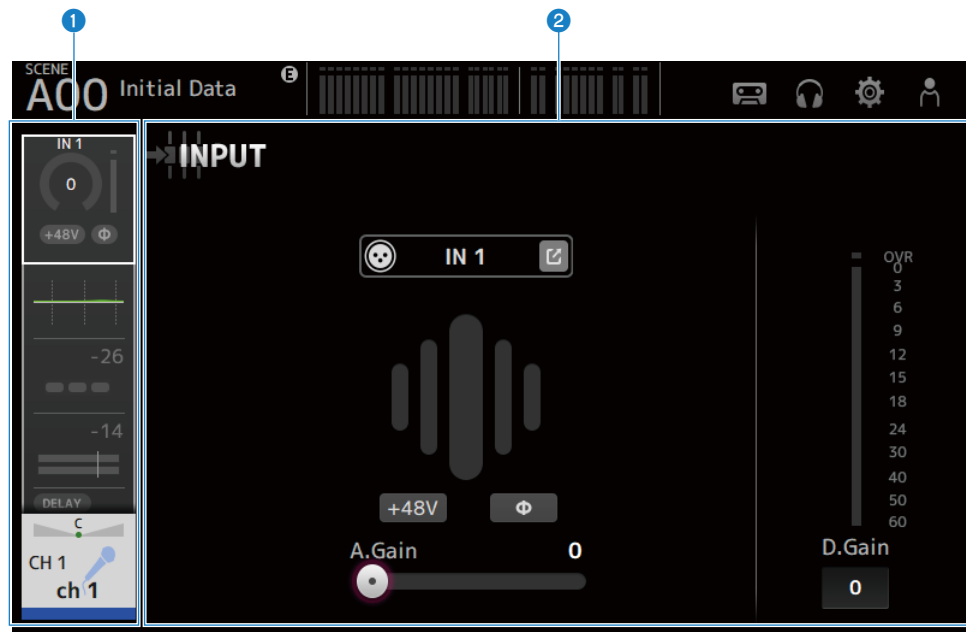 1
2
SCENE
A00 Initial Data E
IN 1
0
+48V Φ
-26
-14
DELAY
C
CH 1
ch 1
INPUT
IN 1
+48V Φ
A.Gain 0
OVR
0
3
6
9
12
15
18
24
30
40
50
60
D.Gain
0